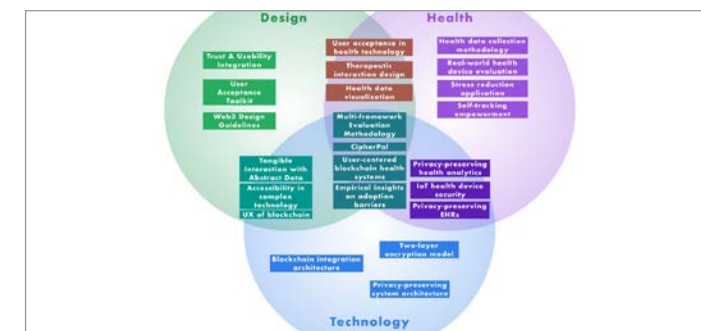 Design
Health
Trust & Usability
Integration
User
Acceptance
Toolkit
Web3 Design
Guidelines
User acceptance in
health technology
Therapeutic
interaction design
Health data
visualisation
Health data collection
methodology
Real-world health
device evaluation
Stress reduction
application
Self-tracking
empowerment
Multi-framework
Evaluation
Methodology
CipherPal
User-centered
blockchain health
systems
Empirical insights
on adoption
barriers
Tangible
Interaction with
Abstract Data
Accessibility in
complex
technology
UX of blockchain
Privacy-preserving
health analytics
IoT health device
security
Privacy-preserving
EHRs
Two-layer
encryption model
Blockchain integration
architecture
Privacy-preserving
system architecture
Technology